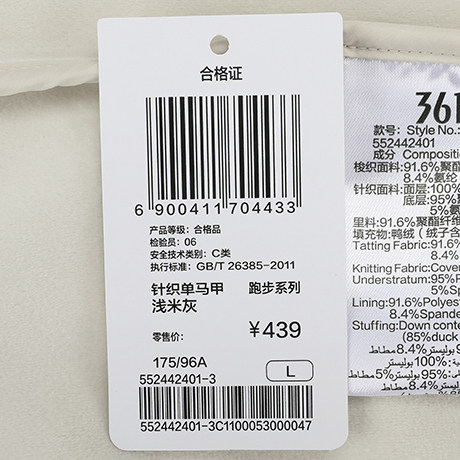 合格证
6 900411 704433
产品等级: 合格品
检验员: 06
安全技术类别: C类
执行标准: GB/T 26385-2011
针织单马甲 跑步系列
浅米灰
零售价: ¥439
175/96A L
552442401-3
552442401-3C1100053000047
361
款号: Style No.:
552442401
成分 Compositi
梭织面料: 91.6%聚酯
8.4%氨纶
针织面料: 面层: 100%
底层: 95%
5%氨
里料: 91.6%聚酯纤维
填充物: 鸭绒 (绒子含
Tatting Fabric: 91.6%
8.4%
Knitting Fabric: Cover
Understratum: 95%
5%Span
Lining: 91.6%Polyes
8.4%Spande
Stuffing: Down conte
(85%duck